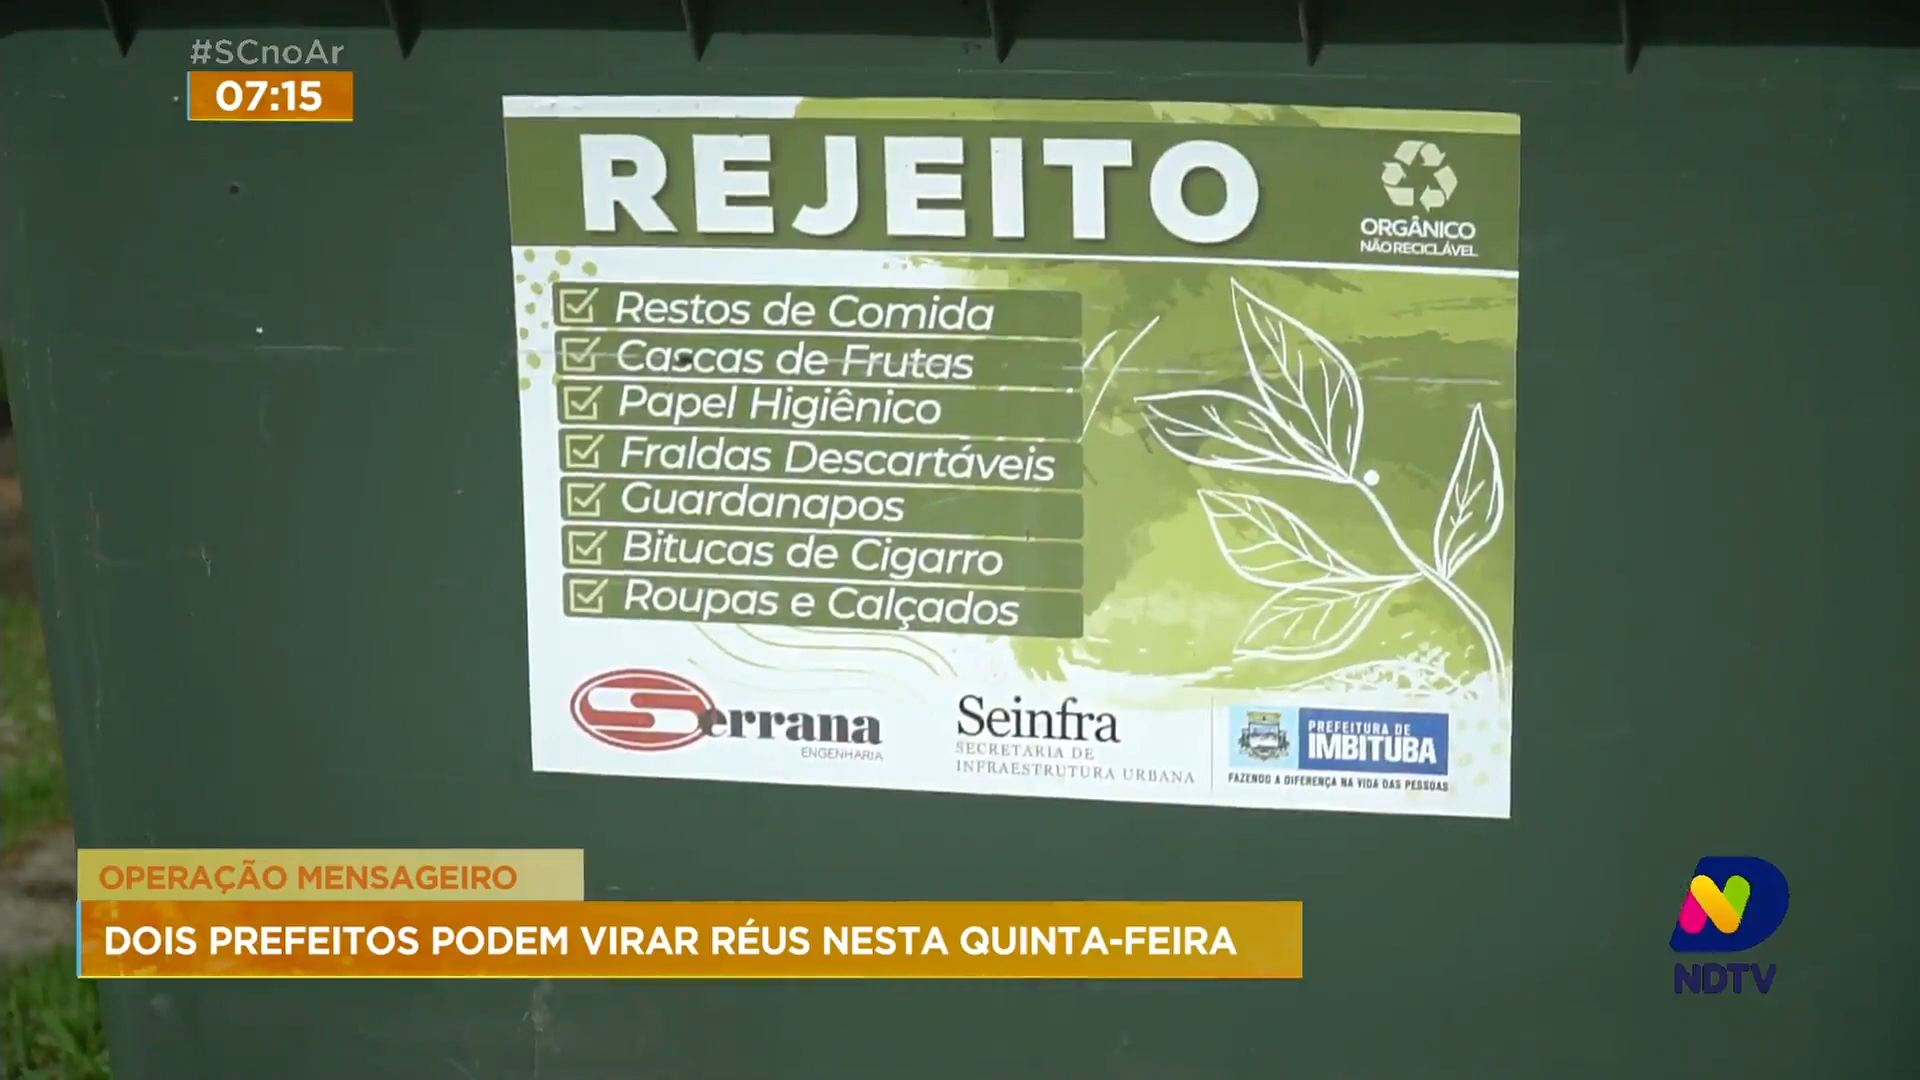 #SCnoAr
07:15
REJEITO
ORGÂNICO
NÃO RECICLÁVEL
Restos de Comida
Cascas de Frutas
Papel Higiênico
Fraldas Descartáveis
Guardanapos
Bitucas de Cigarro
Roupas e Calçados
Serrana
ENGENHARIA
Seinfra
SECRETARIA DE
INFRAESTRUTURA URBANA
PREFEITURA DE
IMBITUBA
FAZENDO A DIFERENÇA NA VIDA DAS PESSOAS
OPERAÇÃO MENSAGEIRO
DOIS PREFEITOS PODEM VIRAR RÉUS NESTA QUINTA-FEIRA
NDTV